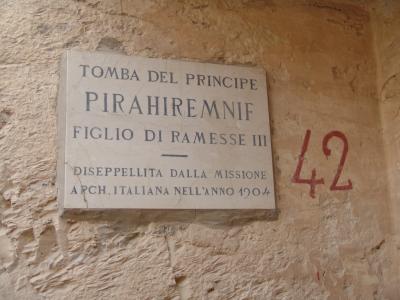 TOMBA DEL PRINCIPE
PIRAHIREMNIF
FIGLIO DI RAMESSE III
DISEPPELLITA DALLA MISSIONE
ARCH. ITALIANA NELL'ANNO 1904
42